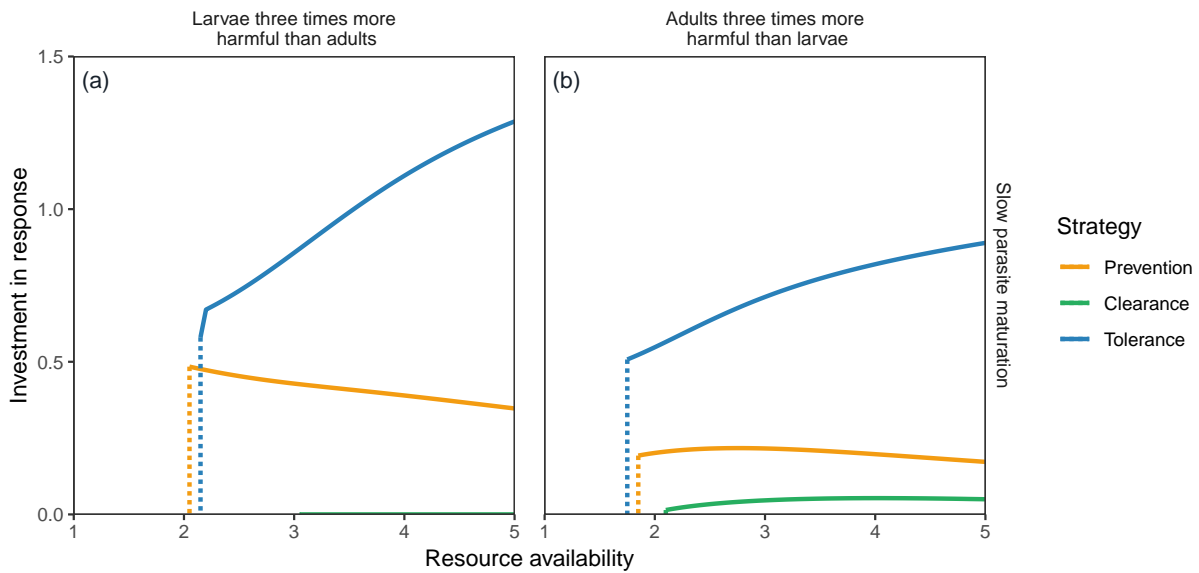 Larvae three times more
harmful than adults
Adults three times more
harmful than larvae
(a)
(b)
1.5
1.0
0.5
0.0
Investment in response
1
2
3
4
5
1
2
3
4
5
Resource availability
Slow parasite maturation
Strategy
Prevention
Clearance
Tolerance